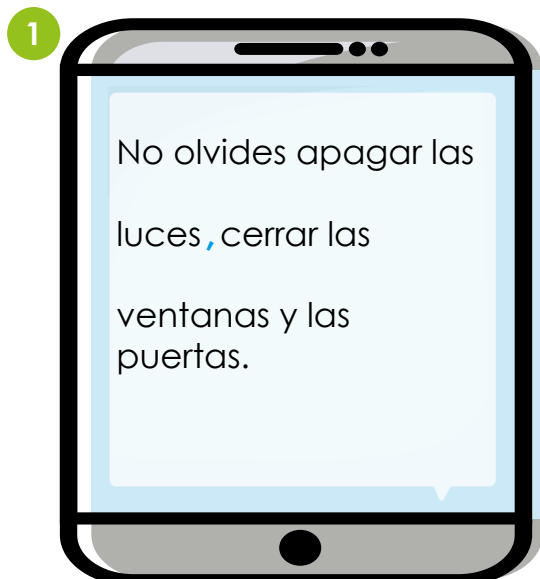 1
No olvides apagar las
luces, cerrar las
ventanas y las
puertas.